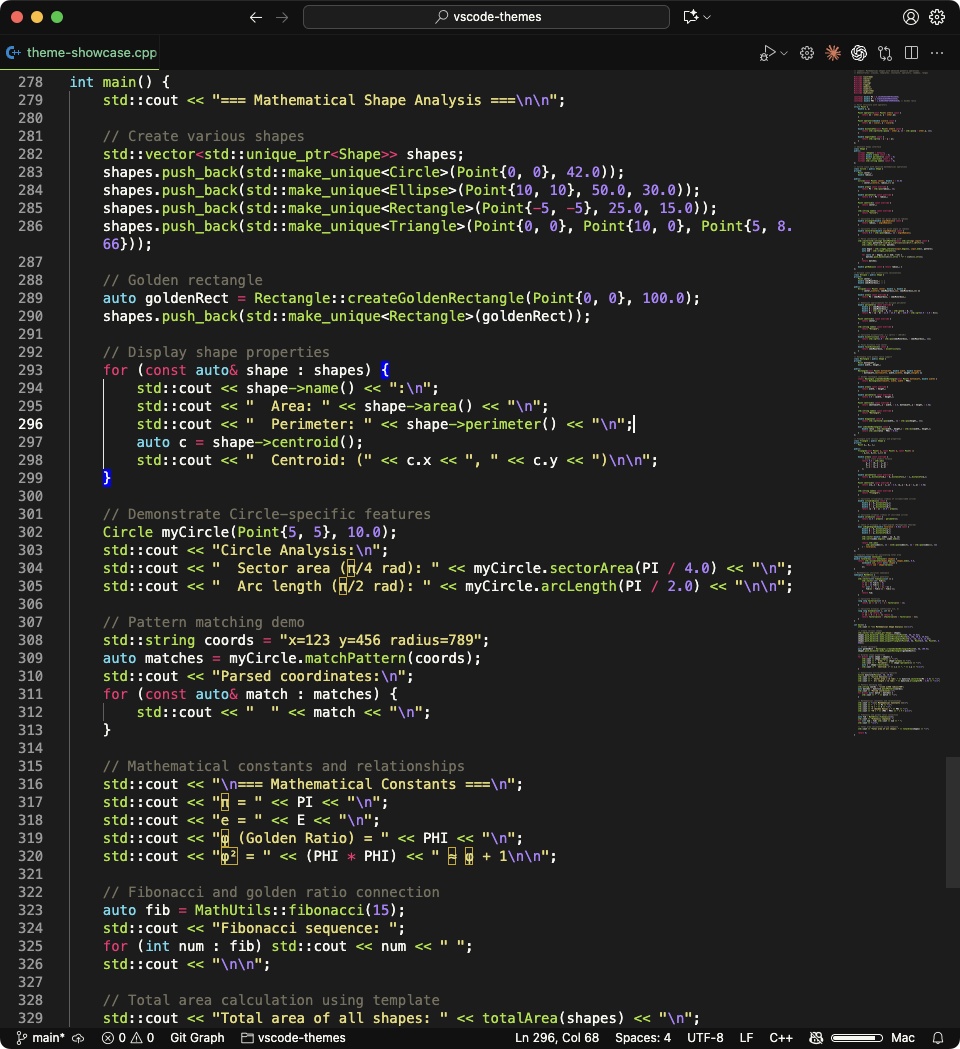 vscode-themes
theme-showcase.cpp
278 int main() {
279     std::cout << "=== Mathematical Shape Analysis ===\n\n";
280
281     // Create various shapes
282     std::vector<std::unique_ptr<Shape>> shapes;
283     shapes.push_back(std::make_unique<Circle>(Point{0, 0}, 42.0));
284     shapes.push_back(std::make_unique<Ellipse>(Point{10, 10}, 50.0, 30.0));
285     shapes.push_back(std::make_unique<Rectangle>(Point{-5, -5}, 25.0, 15.0));
286     shapes.push_back(std::make_unique<Triangle>(Point{0, 0}, Point{10, 0}, Point{5, 8.
    66}));
287
288     // Golden rectangle
289     auto goldenRect = Rectangle::createGoldenRectangle(Point{0, 0}, 100.0);
290     shapes.push_back(std::make_unique<Rectangle>(goldenRect));
291
292     // Display shape properties
293     for (const auto& shape : shapes) {
294         std::cout << shape->name() << ":\n";
295         std::cout << "  Area: " << shape->area() << "\n";
296         std::cout << "  Perimeter: " << shape->perimeter() << "\n";
297         auto c = shape->centroid();
298         std::cout << "  Centroid: (" << c.x << ", " << c.y << ")\n\n";
299     }
300
301     // Demonstrate Circle-specific features
302     Circle myCircle(Point{5, 5}, 10.0);
303     std::cout << "Circle Analysis:\n";
304     std::cout << "  Sector area (π/4 rad): " << myCircle.sectorArea(PI / 4.0) << "\n";
305     std::cout << "  Arc length (π/2 rad): " << myCircle.arcLength(PI / 2.0) << "\n\n";
306
307     // Pattern matching demo
308     std::string coords = "x=123 y=456 radius=789";
309     auto matches = myCircle.matchPattern(coords);
310     std::cout << "Parsed coordinates:\n";
311     for (const auto& match : matches) {
312         std::cout << "  " << match << "\n";
313     }
314
315     // Mathematical constants and relationships
316     std::cout << "\n=== Mathematical Constants ===\n";
317     std::cout << "π = " << PI << "\n";
318     std::cout << "e = " << E << "\n";
319     std::cout << "φ (Golden Ratio) = " << PHI << "\n";
320     std::cout << "φ² = " << (PHI * PHI) << " ≈ φ + 1\n\n";
321
322     // Fibonacci and golden ratio connection
323     auto fib = MathUtils::fibonacci(15);
324     std::cout << "Fibonacci sequence: ";
325     for (int num : fib) std::cout << num << " ";
326     std::cout << "\n\n";
327
328     // Total area calculation using template
329     std::cout << "Total area of all shapes: " << totalArea(shapes) << "\n";
main* 0 0 Git Graph vscode-themes Ln 296, Col 68 Spaces: 4 UTF-8 LF C++ Mac